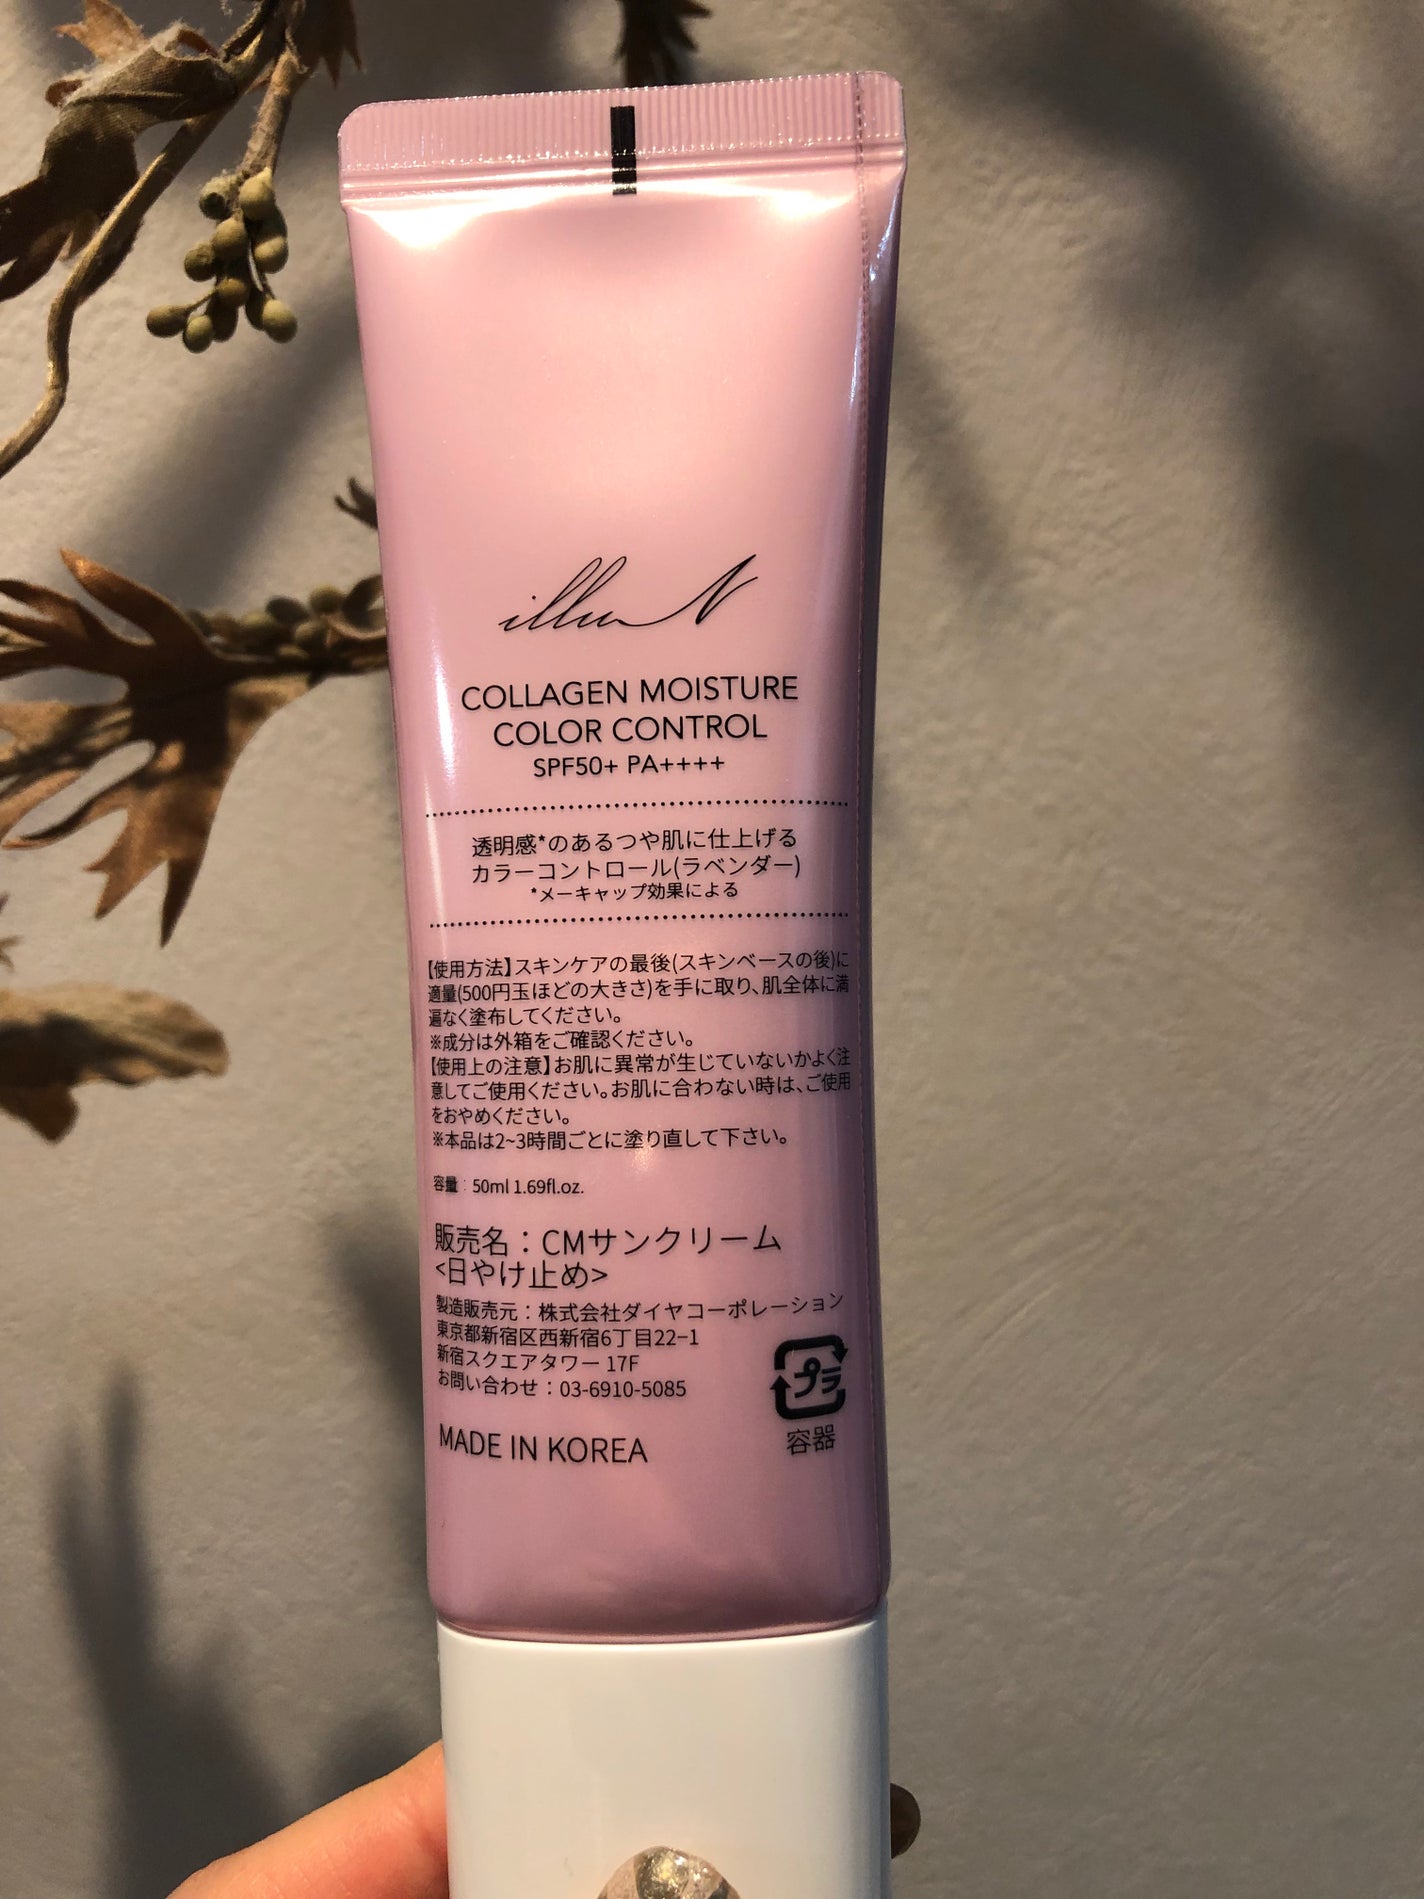 illuN
COLLAGEN MOISTURE
COLOR CONTROL
SPF50+ PA++++
透明感*のあるつや肌に仕上げる
カラーコントロール(ラベンダー)
*メーキャップ効果による
【使用方法】スキンケアの最後(スキンベースの後)に
適量(500円玉ほどの大きさ)を手に取り、肌全体に満
遍なく塗布してください。
※成分は外箱をご確認ください。
【使用上の注意】お肌に異常が生じていないかよく注
意してご使用ください。お肌に合わない時は、ご使用
をおやめください。
※本品は2~3時間ごとに塗り直して下さい。
容量:50ml 1.69fl.oz.
販売名:CMサンクリーム
<日やけ止め>
製造販売元:株式会社ダイヤコーポレーション
東京都新宿区西新宿6丁目22−1
新宿スクエアタワー 17F
お問い合わせ:03-6910-5085
プラ
容器
MADE IN KOREA